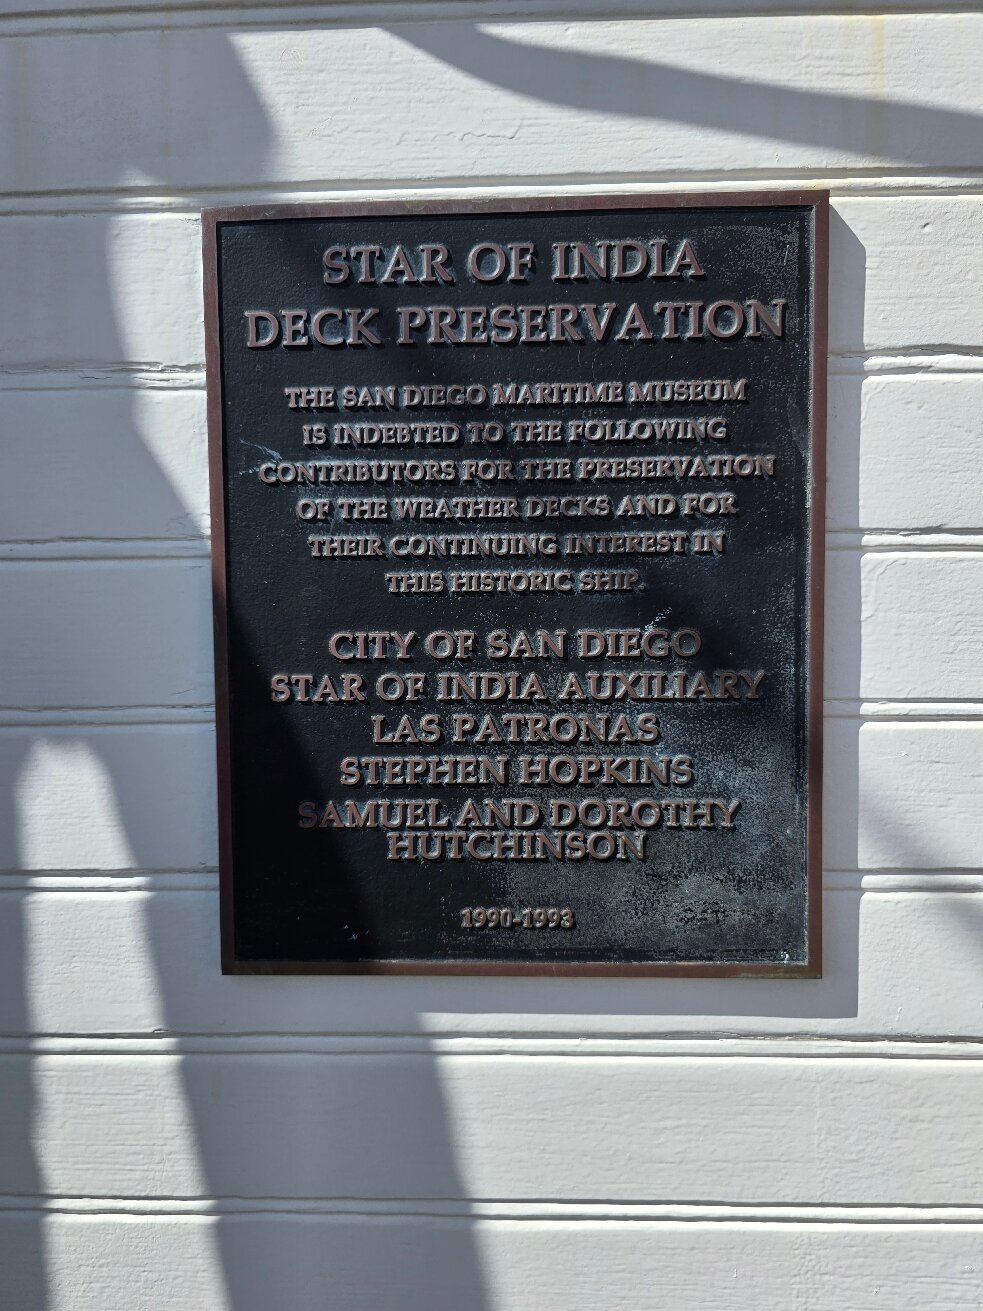 STAR OF INDIA
DECK PRESERVATION
THE SAN DIEGO MARITIME MUSEUM
IS INDEBTED TO THE FOLLOWING
CONTRIBUTORS FOR THE PRESERVATION
OF THE WEATHER DECKS AND FOR
THEIR CONTINUING INTEREST IN
THIS HISTORIC SHIP.
CITY OF SAN DIEGO
STAR OF INDIA AUXILIARY
LAS PATRONAS
STEPHEN HOPKINS
SAMUEL AND DOROTHY
HUTCHINSON
1990-1993